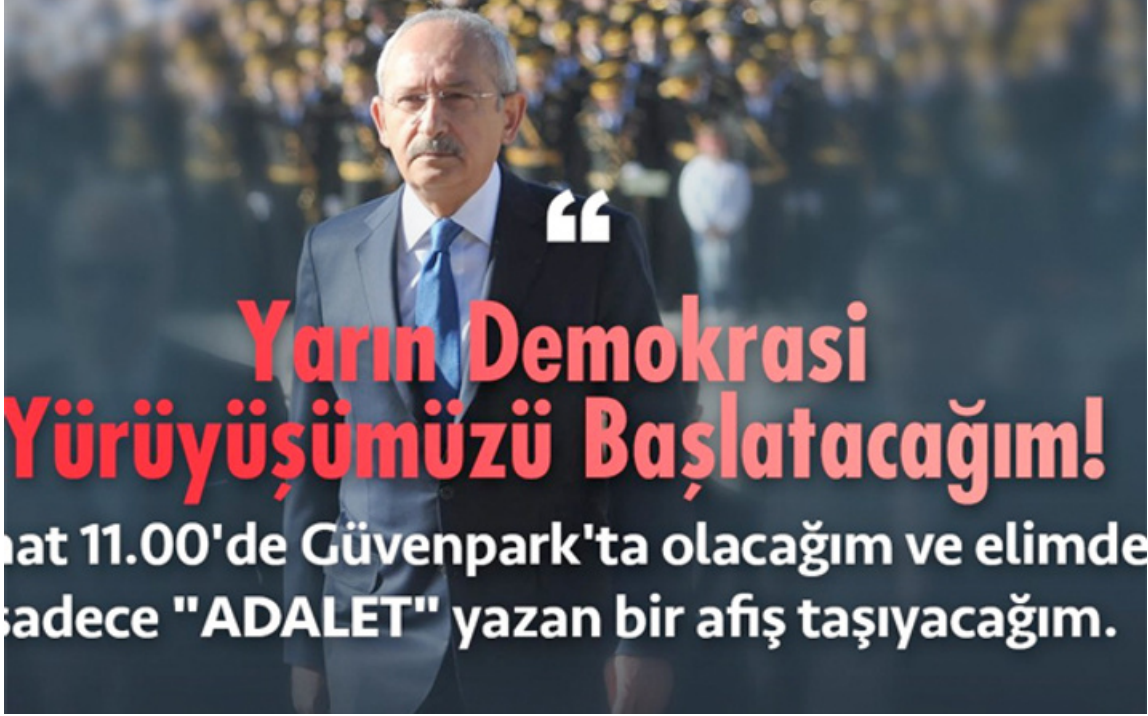 “
Yarın Demokrasi
Yürüyüşümüzü Başlatacağım!
11.00'de Güvenpark'ta olacağım ve elimde
sadece "ADALET" yazan bir afiş taşıyacağım.